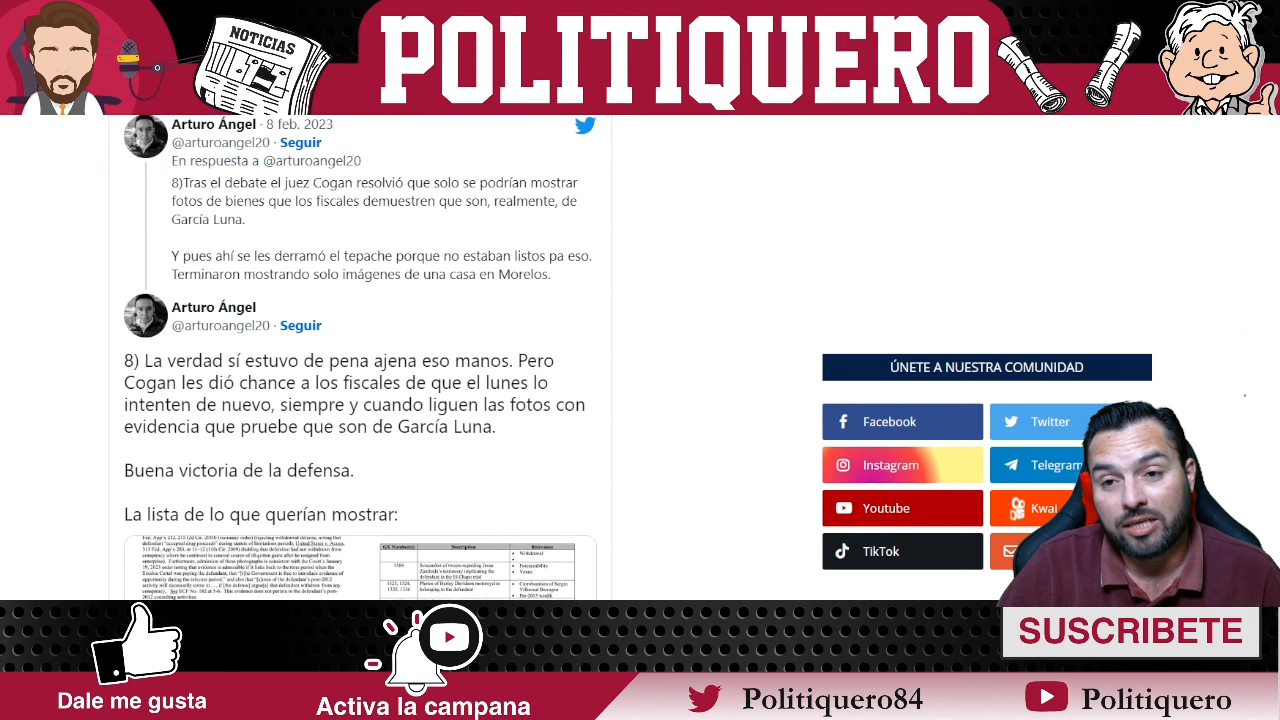 NOTICIAS
POLITIQUERO
Arturo Ángel · 8 feb. 2023
@arturoangel20 · Seguir
En respuesta a @arturoangel20
8)Tras el debate el juez Cogan resolvió que solo se podrían mostrar
fotos de bienes que los fiscales demuestren que son, realmente, de
García Luna.
Y pues ahí se les derramó el tepache porque no estaban listos pa eso.
Terminaron mostrando solo imágenes de una casa en Morelos.
Arturo Ángel
@arturoangel20 · Seguir
8) La verdad sí estuvo de pena ajena eso manos. Pero
Cogan les dió chance a los fiscales de que el lunes lo
intenten de nuevo, siempre y cuando liguen las fotos con
evidencia que pruebe que son de García Luna.
Buena victoria de la defensa.
La lista de lo que querían mostrar:
ÚNETE A NUESTRA COMUNIDAD
Facebook
Twitter
Instagram
Telegram
Youtube
Kwai
TikTok
SUSCRIBETE
Dale me gusta
Activa la campana
Politiquero84
Politiquero